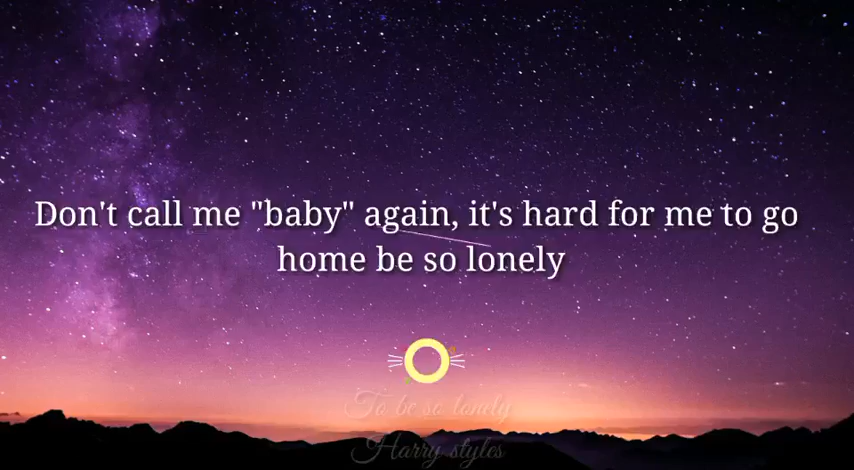 Don't call me "baby" again, it's hard for me to go
home be so lonely
To be so lonely
Harry styles